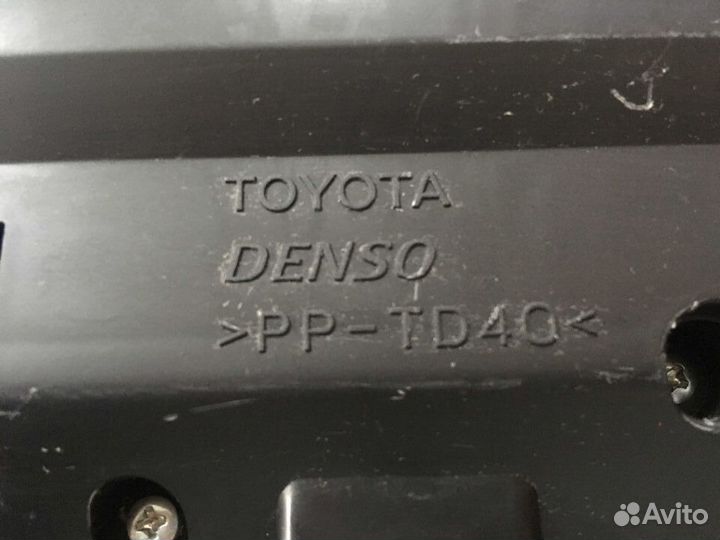 TOYOTA
DENSO
>PP-TD40<
Avito